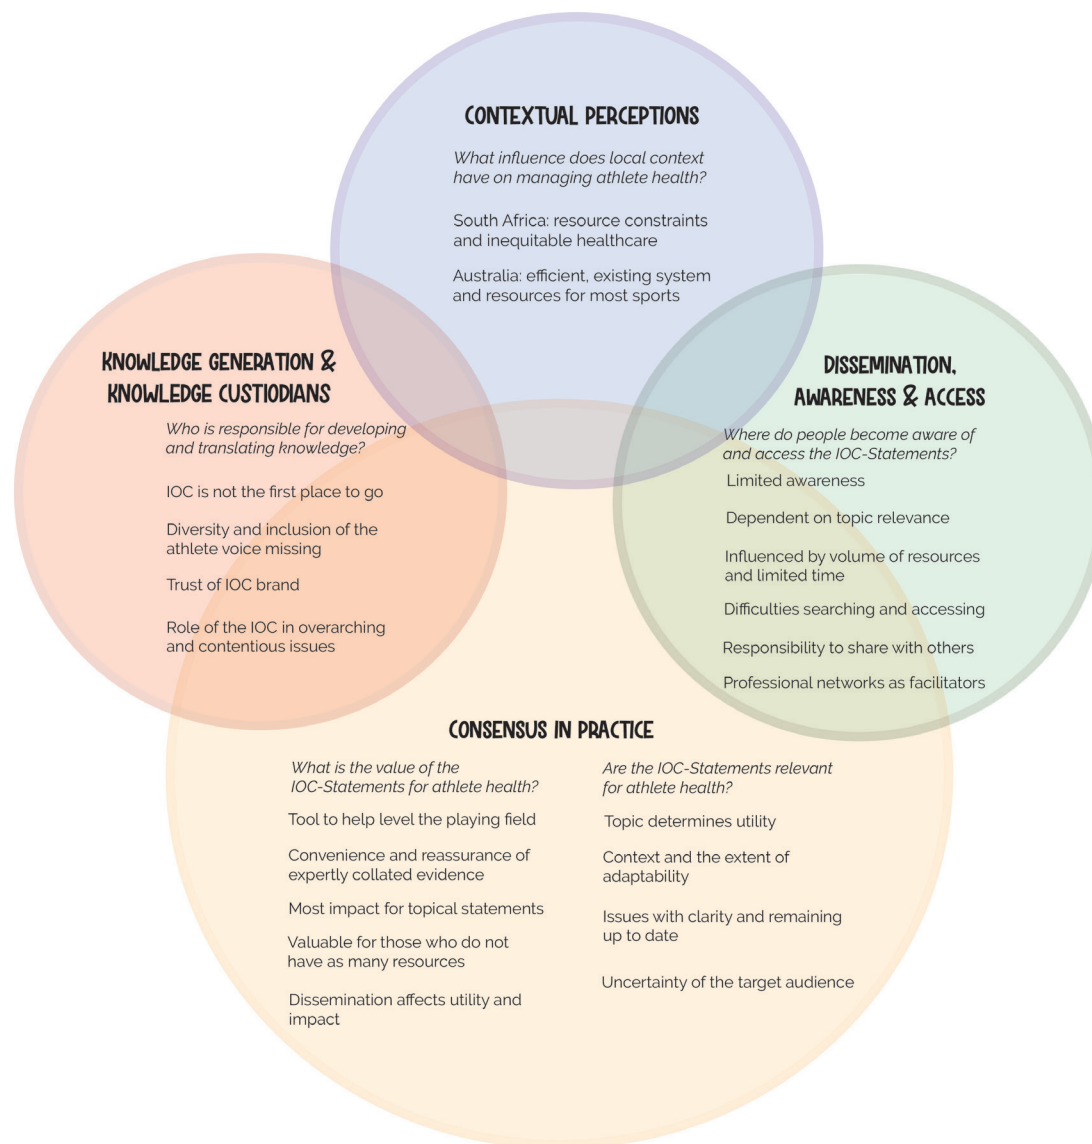 CONTEXTUAL PERCEPTIONS
What influence does local context
have on managing athlete health?
South Africa: resource constraints
and inequitable healthcare
Australia: efficient, existing system
and resources for most sports
KNOWLEDGE GENERATION &
KNOWLEDGE CUSTIODIANS
Who is responsible for developing
and translating knowledge?
IOC is not the first place to go
Diversity and inclusion of the
athlete voice missing
Trust of IOC brand
Role of the IOC in overarching
and contentious issues
DISSEMINATION,
AWARENESS & ACCESS
Where do people become aware of
and access the IOC-Statements?
Limited awareness
Dependent on topic relevance
Influenced by volume of resources
and limited time
Difficulties searching and accessing
Responsibility to share with others
Professional networks as facilitators
CONSENSUS IN PRACTICE
What is the value of the
IOC-Statements for athlete health?
Tool to help level the playing field
Convenience and reassurance of
expertly collated evidence
Most impact for topical statements
Valuable for those who do not
have as many resources
Dissemination affects utility and
impact
Are the IOC-Statements relevant
for athlete health?
Topic determines utility
Context and the extent of
adaptability
Issues with clarity and remaining
up to date
Uncertainty of the target audience